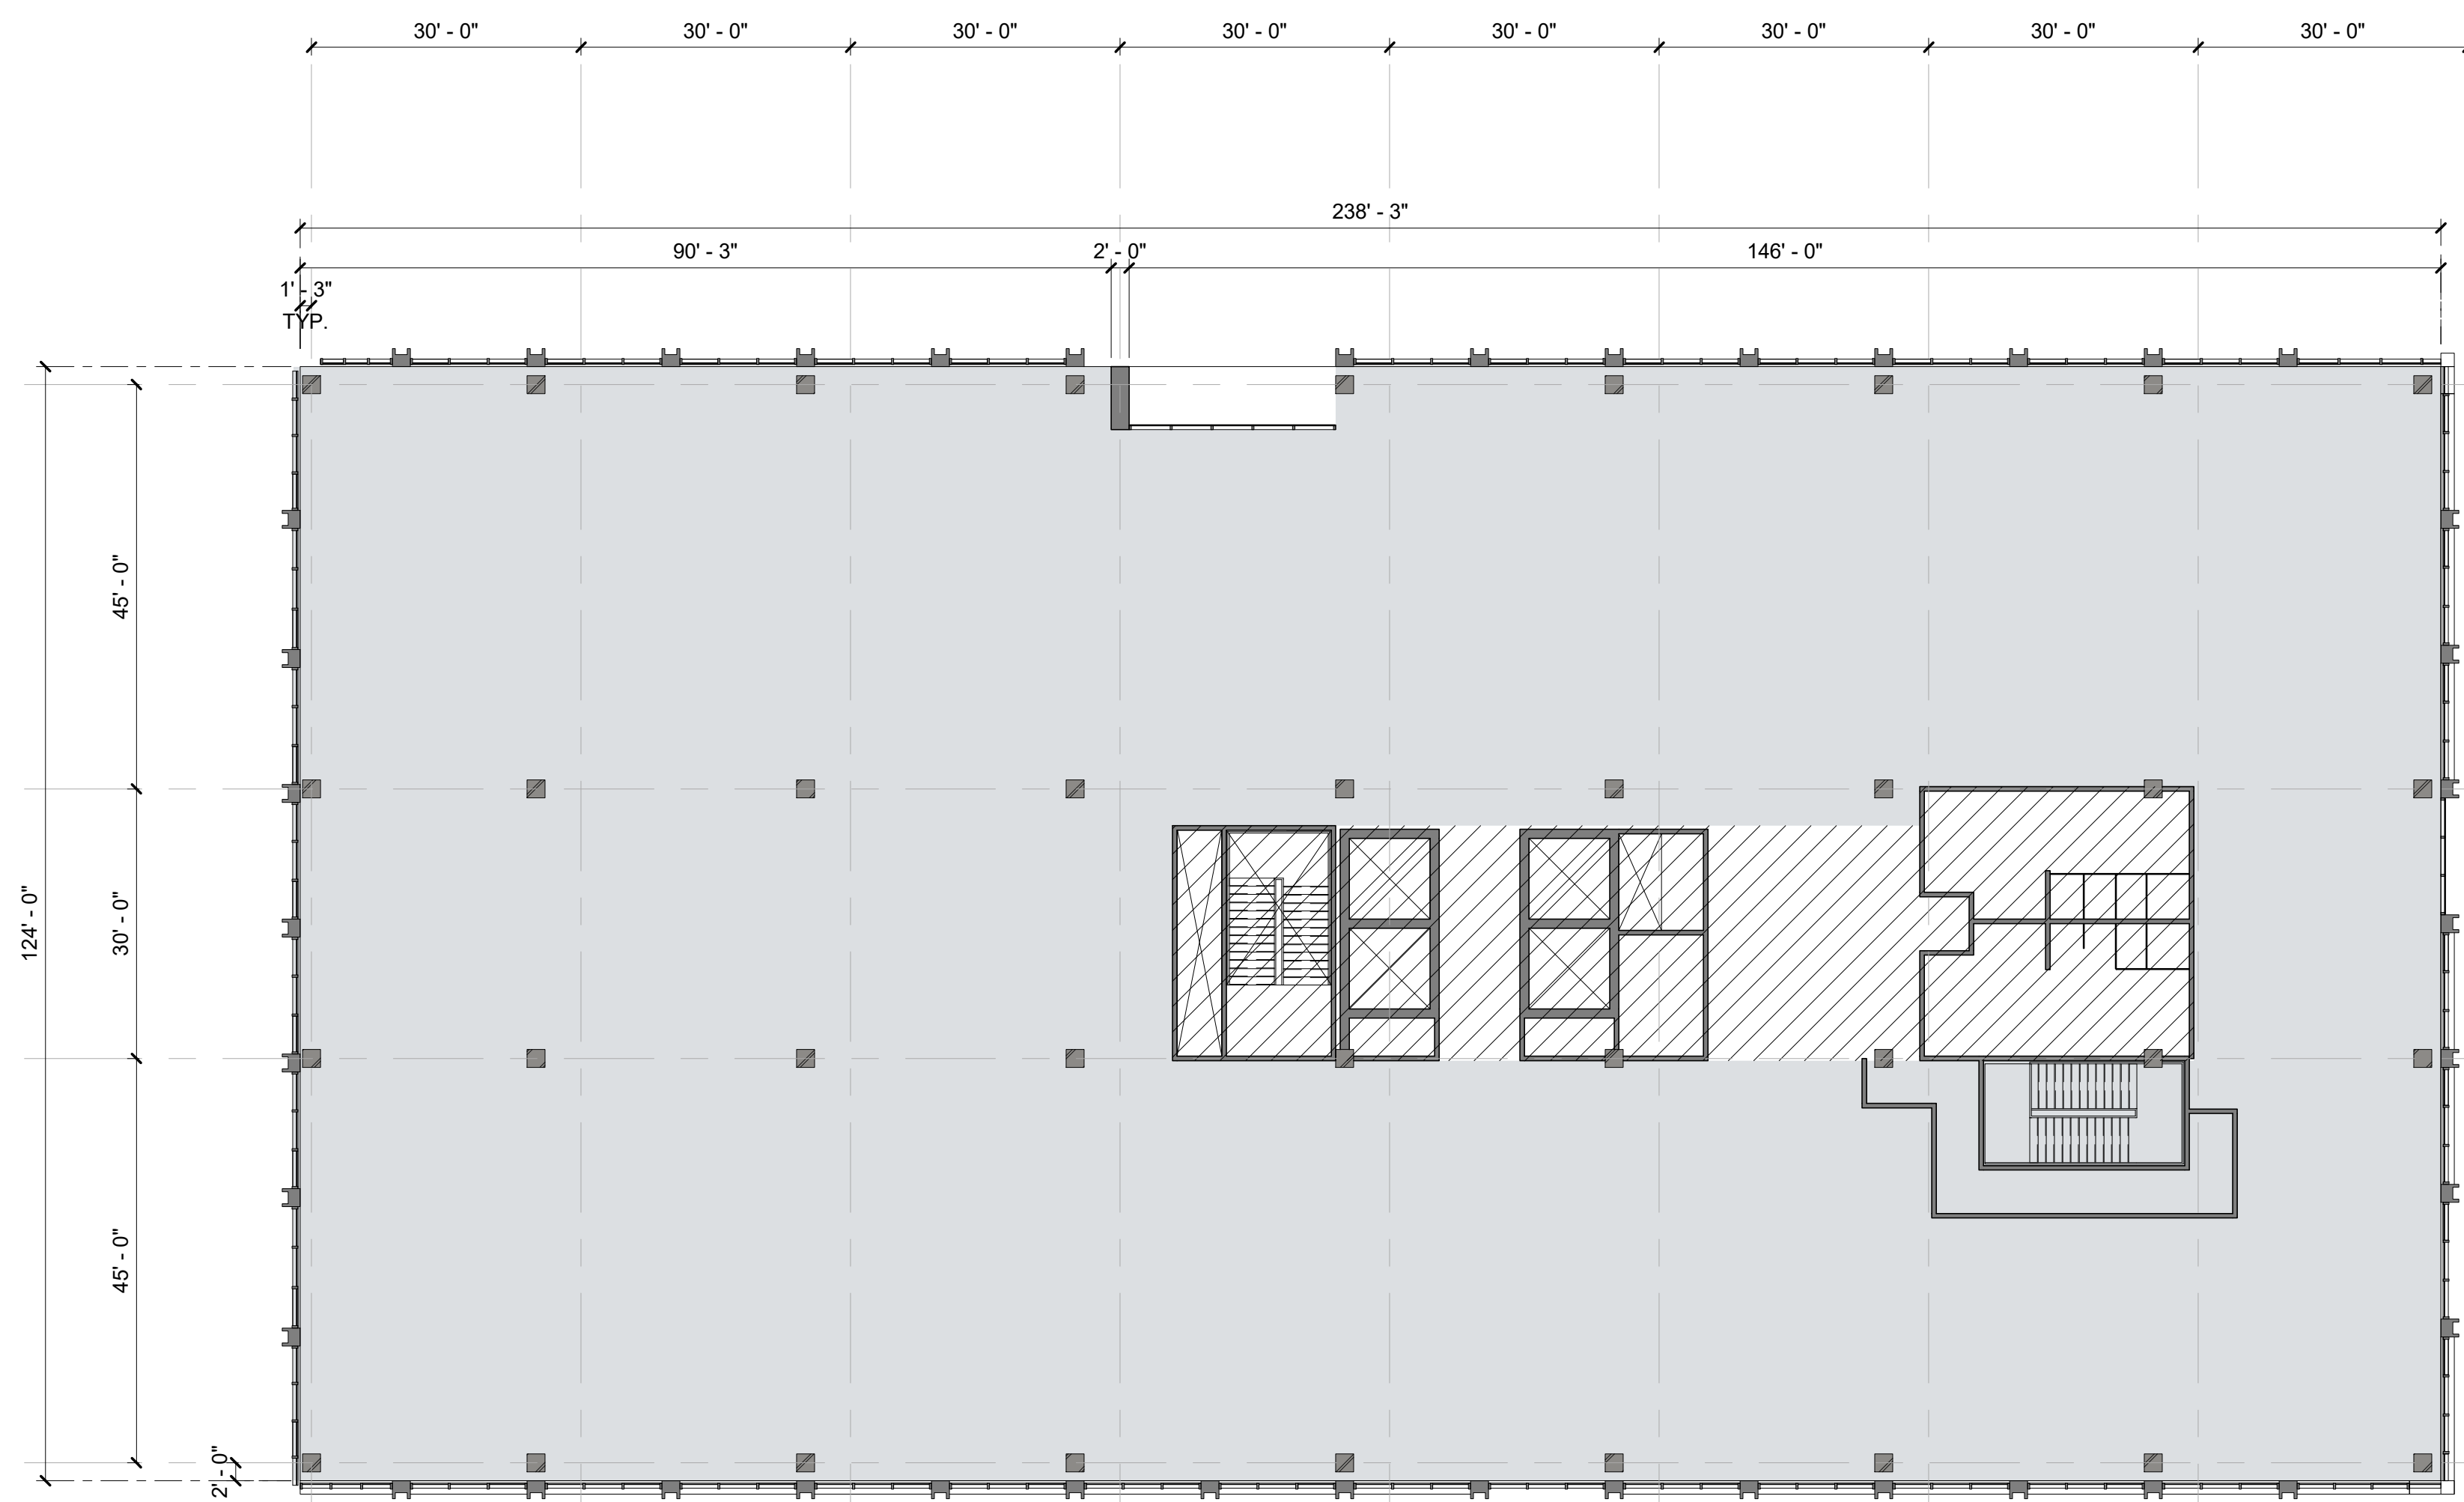 30' - 0"
30' - 0"
30' - 0"
30' - 0"
30' - 0"
30' - 0"
30' - 0"
30' - 0"
238' - 3"
90' - 3"
2' - 0"
146' - 0"
1' - 3"
TYP.
45' - 0"
124' - 0"
30' - 0"
45' - 0"
2' - 0"